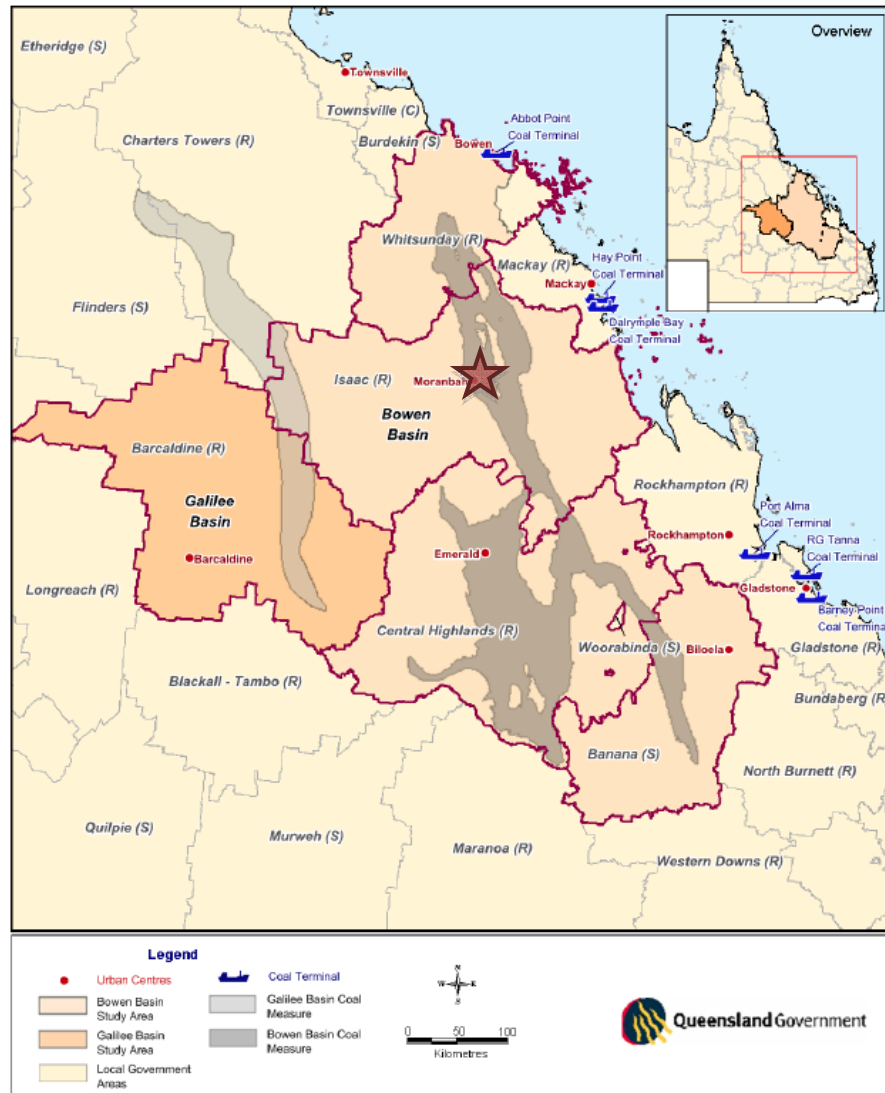 Etheridge (S)
Overview
Townsville
Townsville (C)
Abbot Point
Coal Terminal
Charters Towers (R)
Burdekin (S)
Bowen
Whitsunday (R)
Mackay (R)
Hay Point
Coal Terminal
Mackay
Flinders (S)
Dalrymple Bay
Coal Terminal
Isaac (R)
Moranbah
Bowen
Basin
Barcaldine (R)
Galilee
Basin
Rockhampton (R)
Port Alma
Coal Terminal
Rockhampton
RG Tanna
Coal Terminal
Barcaldine
Emerald
Longreach (R)
Gladstone
Barney Point
Coal Terminal
Central Highlands (R)
Woorabinda (S)
Biloela
Gladstone (R)
Blackall - Tambo (R)
Bundaberg (R)
Banana (S)
North Burnett (R)
Quilpie (S)
Murweh (S)
Maranoa (R)
Western Downs (R)
Legend
Urban Centres
Coal Terminal
Bowen Basin
Study Area
Galilee Basin Coal
Measure
Galilee Basin
Study Area
Bowen Basin Coal
Measure
Local Government
Areas
N
W E
S
0 50 100
Kilometres
Queensland Government